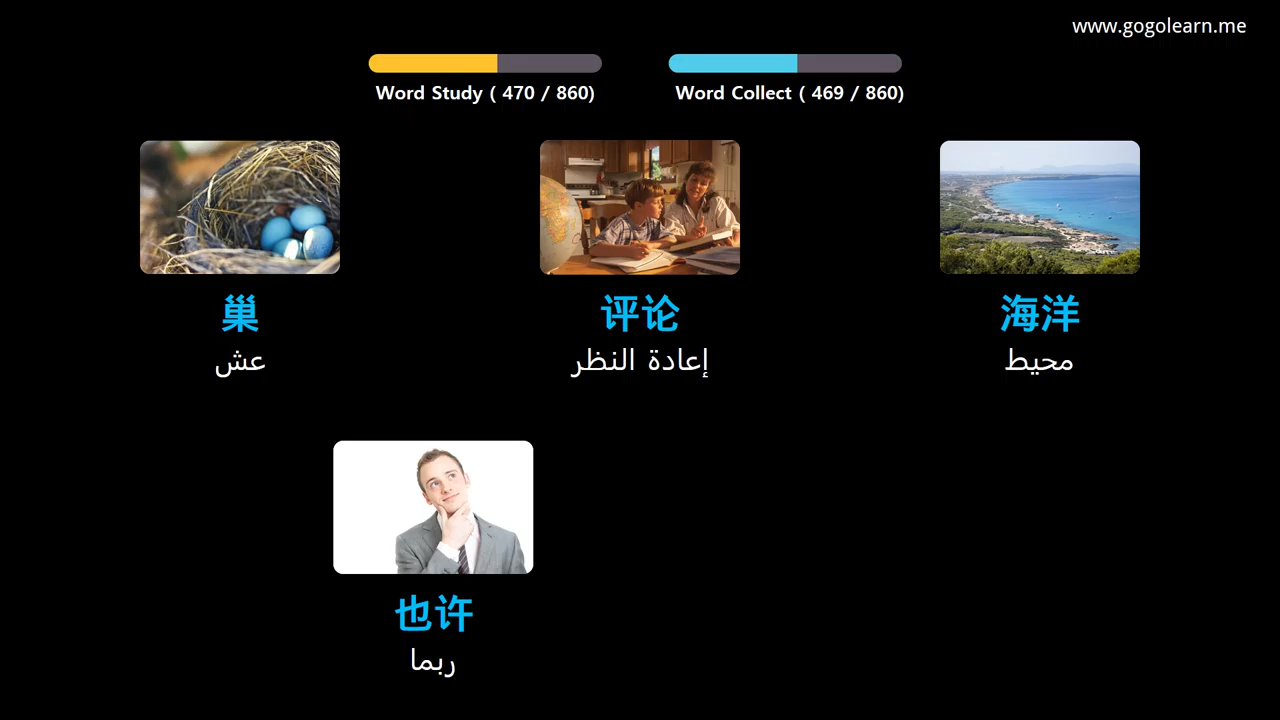 www.gogolearn.me
Word Study ( 470 / 860)
Word Collect ( 469 / 860)
巢
عش
评论
إعادة النظر
海洋
محيط
也许
ربما